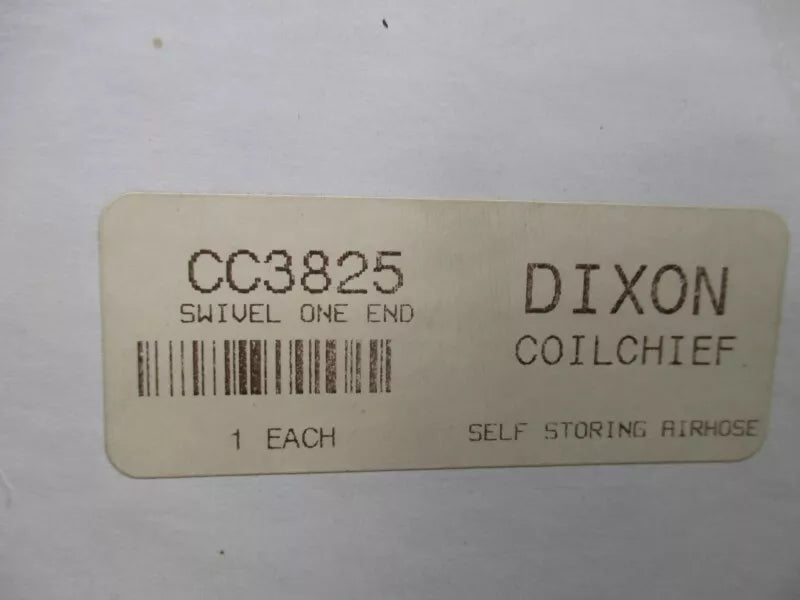 CC3825
SWIVEL ONE END
1 EACH
DIXON
COILCHIEF
SELF STORING AIRHOSE